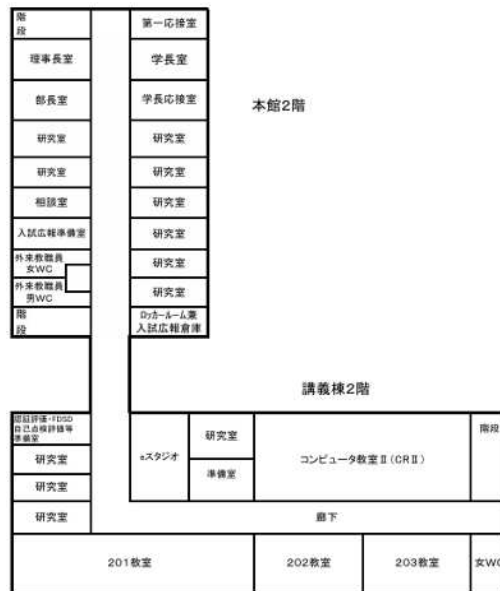 階
段
第一応接室
理事長室
学長室
部長室
学長応接室
本館2階
研究室
研究室
研究室
研究室
相談室
研究室
入試広報準備室
研究室
外来教職員
女WC
研究室
外来教職員
男WC
研究室
階
段
ロッカールーム兼
入試広報倉庫
講義棟2階
認証評価・FDSD
自己点検評価等
準備室
eスタジオ
研究室
コンピュータ教室Ⅱ(CRⅡ)
階段
研究室
準備室
研究室
研究室
廊下
201教室
202教室
203教室
女WC